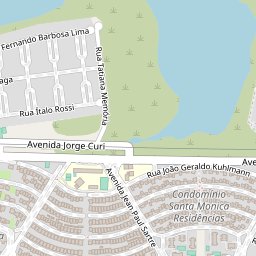 Fernando Barbosa Lima
Rua Tatiana Memória
aga
Rua Ítalo Rossi
Avenida Jorge Curi
Ave
Rua João Geraldo Kuhlmann
Avenida Jean Paul Sartre
Condomínio
Santa Monica
Residências
R